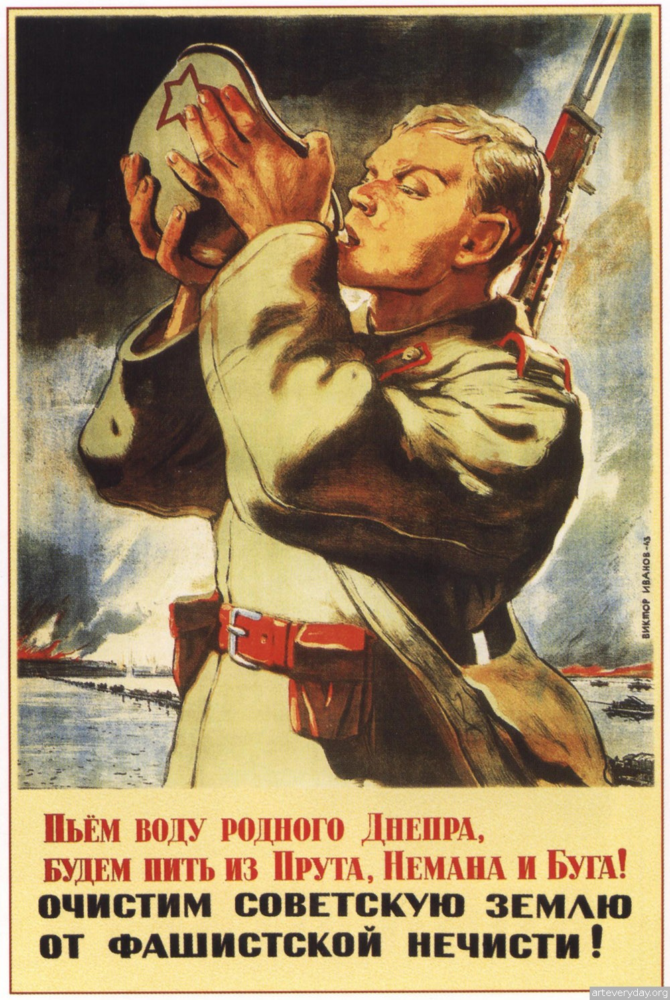 ВИКТОР ИВАНОВ-43
Пьём воду родного Днепра,
будем пить из Прута, Немана и Буга!
ОЧИСТИМ СОВЕТСКУЮ ЗЕМЛЮ
ОТ ФАШИСТСКОЙ НЕЧИСТИ!
arteveryday.org